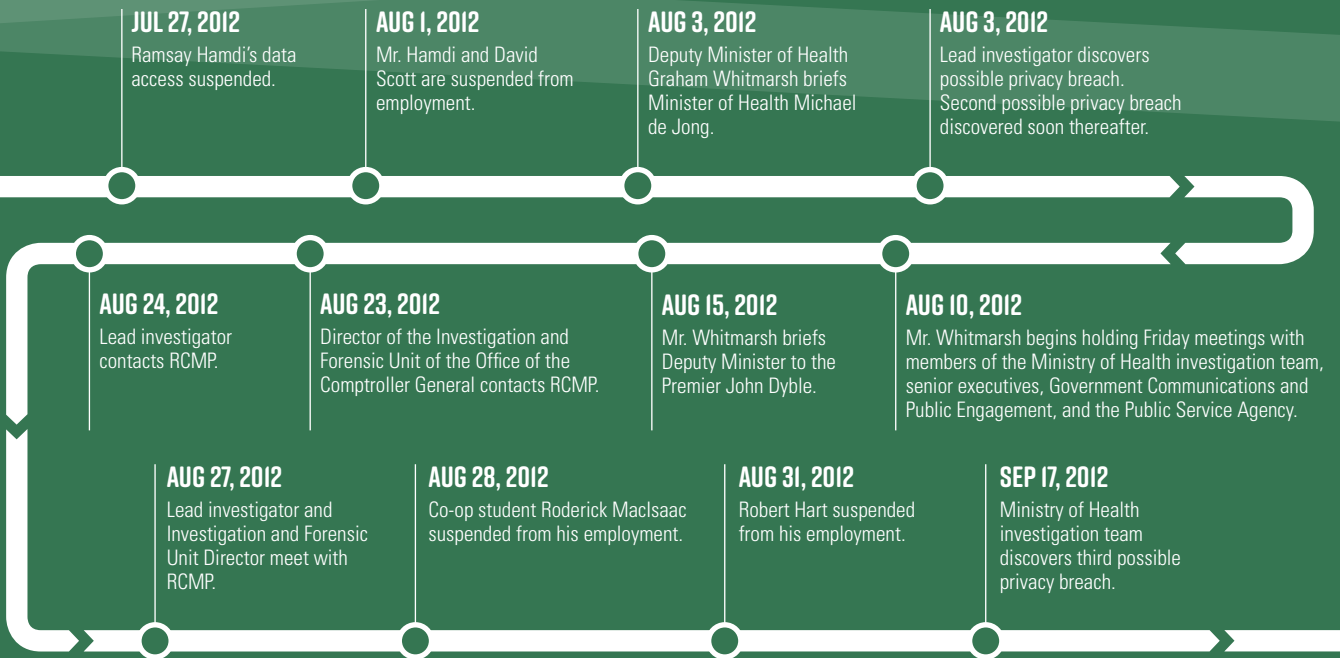 JUL 27, 2012
Ramsay Hamdi's data
access suspended.
AUG 1, 2012
Mr. Hamdi and David
Scott are suspended from
employment.
AUG 3, 2012
Deputy Minister of Health
Graham Whitmarsh briefs
Minister of Health Michael
de Jong.
AUG 3, 2012
Lead investigator discovers
possible privacy breach.
Second possible privacy breach
discovered soon thereafter.
AUG 10, 2012
Mr. Whitmarsh begins holding Friday meetings with
members of the Ministry of Health investigation team,
senior executives, Government Communications and
Public Engagement, and the Public Service Agency.
AUG 15, 2012
Mr. Whitmarsh briefs
Deputy Minister to the
Premier John Dyble.
AUG 23, 2012
Director of the Investigation and
Forensic Unit of the Office of the
Comptroller General contacts RCMP.
AUG 24, 2012
Lead investigator
contacts RCMP.
AUG 27, 2012
Lead investigator and
Investigation and Forensic
Unit Director meet with
RCMP.
AUG 28, 2012
Co-op student Roderick MacIsaac
suspended from his employment.
AUG 31, 2012
Robert Hart suspended
from his employment.
SEP 17, 2012
Ministry of Health
investigation team
discovers third possible
privacy breach.